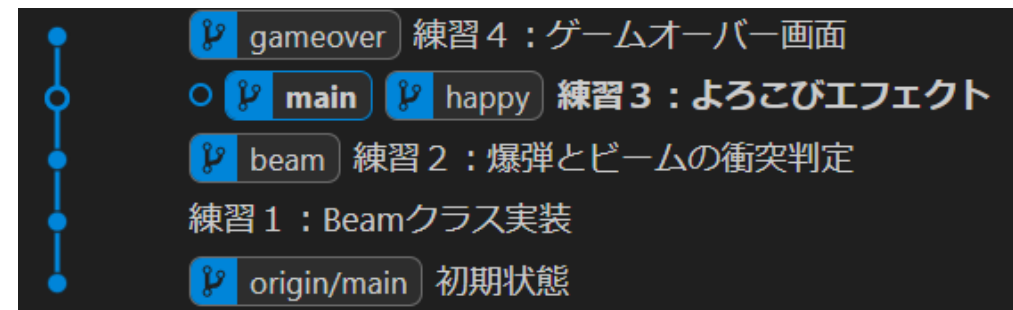 gameover 練習４：ゲームオーバー画面
main happy 練習３：よろこびエフェクト
beam 練習２：爆弾とビームの衝突判定
練習１：Beamクラス実装
origin/main 初期状態